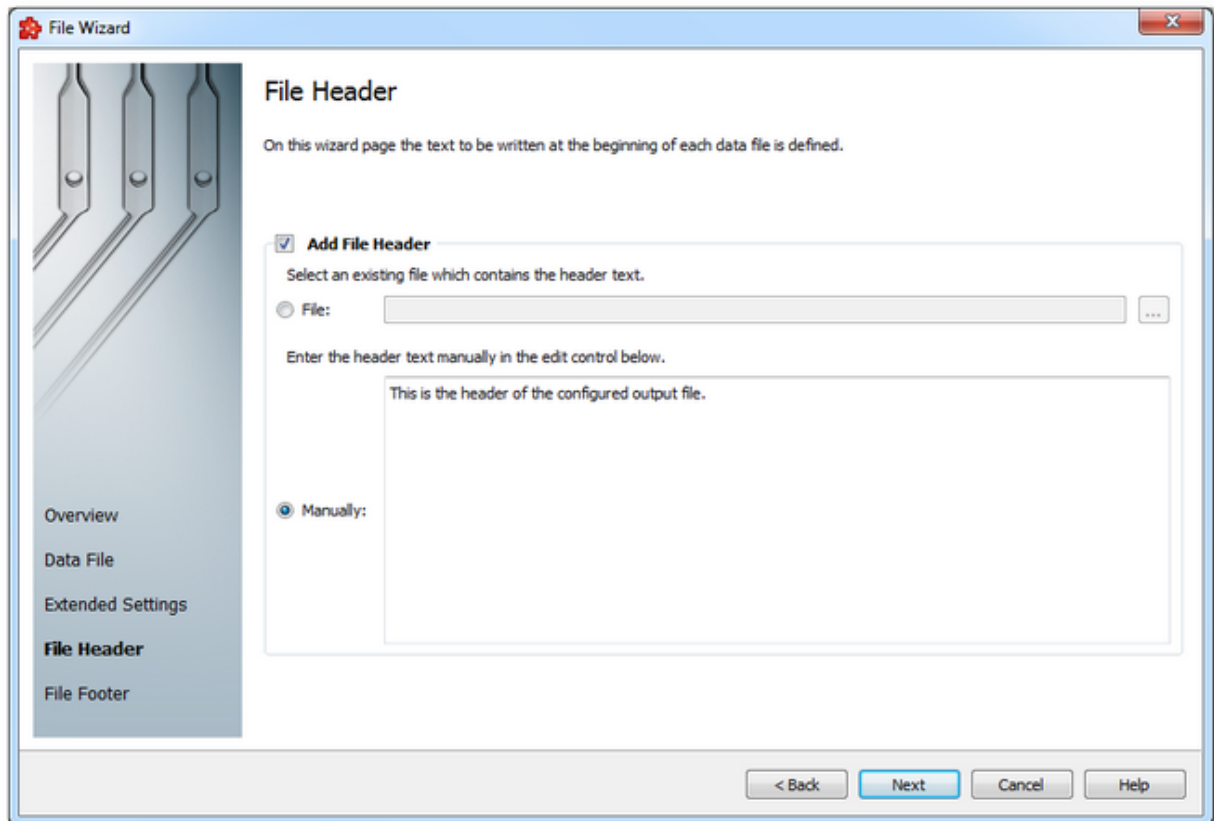 File Wizard
File Header
On this wizard page the text to be written at the beginning of each data file is defined.
Add File Header
Select an existing file which contains the header text.
File:
...
Enter the header text manually in the edit control below.
This is the header of the configured output file.
Manually:
Overview
Data File
Extended Settings
File Header
File Footer
< Back
Next
Cancel
Help